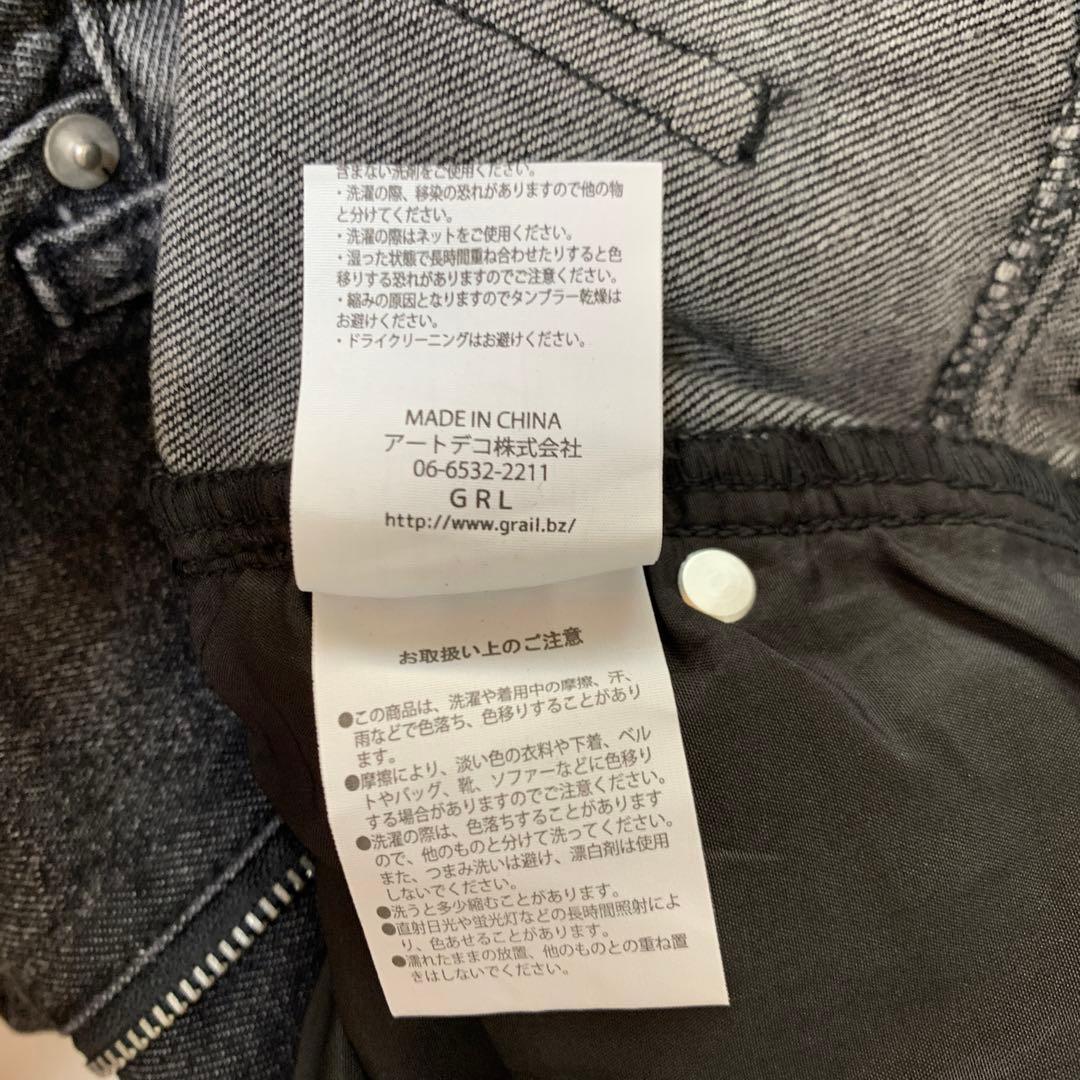 含まない洗剤をご使用ください。
・洗濯の際、移染の恐れがありますので他の物
と分けてください。
・洗濯の際はネットをご使用ください。
・湿った状態で長時間重ね合わせたりすると色
移りする恐れがありますのでご注意ください。
・縮みの原因となりますのでタンブラー乾燥は
お避けください。
・ドライクリーニングはお避けください。
MADE IN CHINA
アートデコ株式会社
06-6532-2211
GRL
http://www.grail.bz/
お取扱い上のご注意
●この商品は、洗濯や着用中の摩擦、汗、
雨などで色落ち、色移りすることがあり
ます。
●摩擦により、淡い色の衣料や下着、ベル
トやバッグ、靴、ソファーなどに色移り
する場合がありますのでご注意ください。
●洗濯の際は、色落ちすることがあります
ので、他のものと分けて洗ってください。
また、つまみ洗いは避け、漂白剤は使用
しないでください。
●洗うと多少縮むことがあります。
●直射日光や蛍光灯などの長時間照射によ
り、色あせることがあります。
●濡れたままの放置、他のものとの重ね置
きはしないでください。